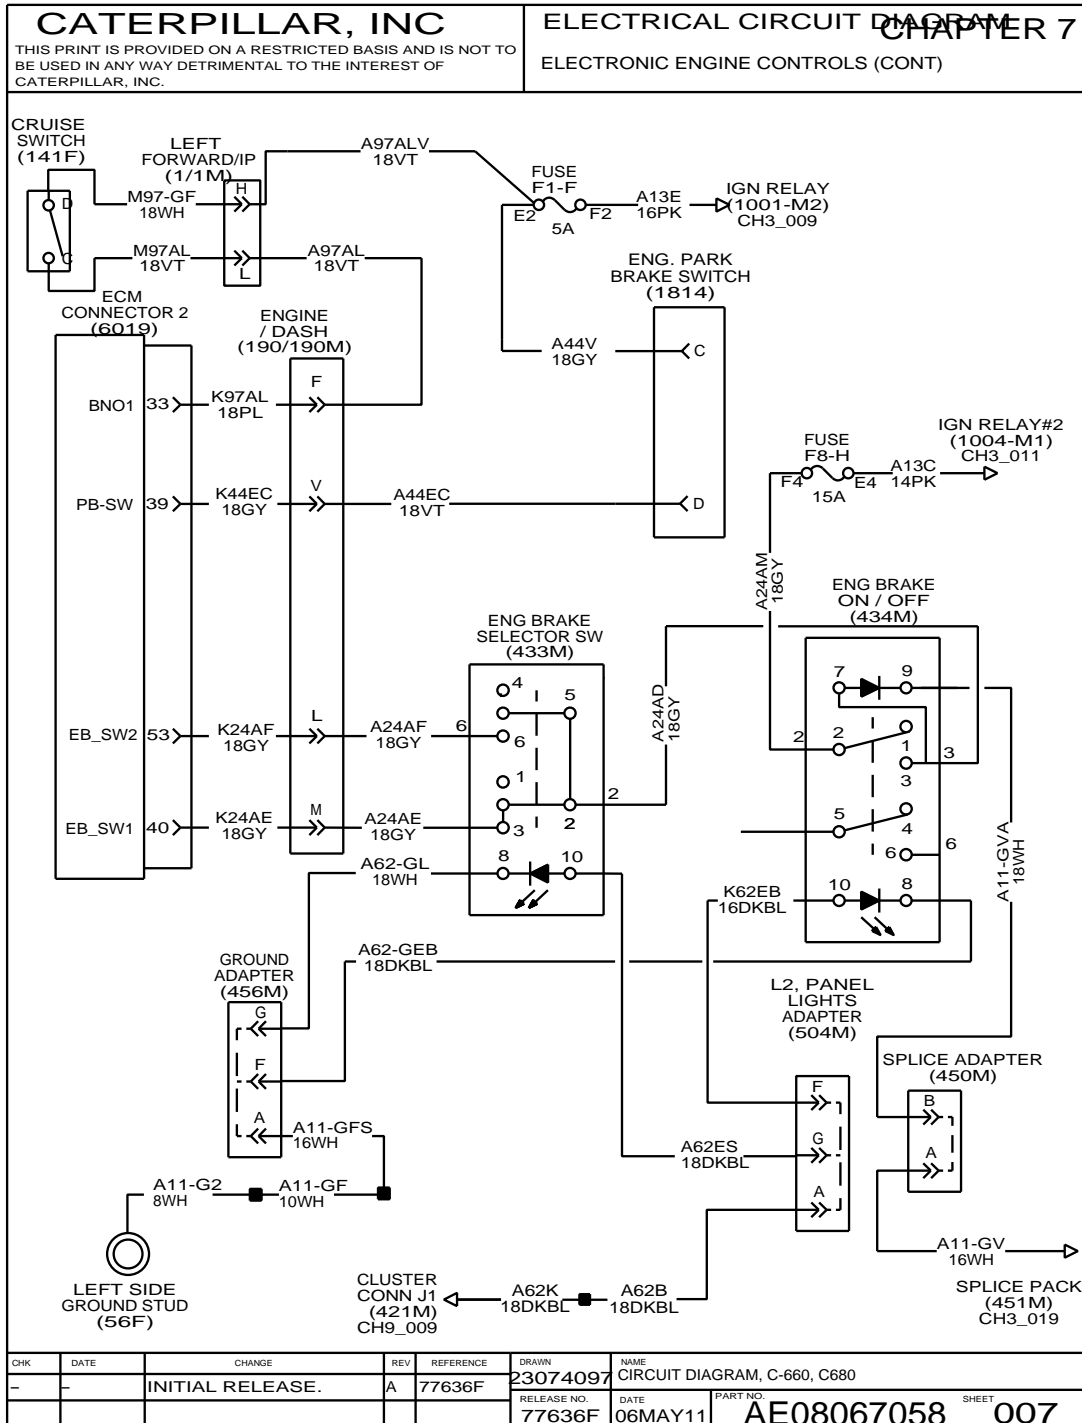 CATERPILLAR, INC
THIS PRINT IS PROVIDED ON A RESTRICTED BASIS AND IS NOT TO
BE USED IN ANY WAY DETRIMENTAL TO THE INTEREST OF
CATERPILLAR, INC.
ELECTRICAL CIRCUIT DIAGRAM
CHAPTER 7
ELECTRONIC ENGINE CONTROLS (CONT)
CRUISE
SWITCH
(141F)
D
C
M97-GF
18WH
M97AL
18VT
LEFT
FORWARD/IP
(1/1M)
H
L
A97ALV
18VT
A97AL
18VT
FUSE
F1-F
E2
F2
5A
A13E
16PK
IGN RELAY
(1001-M2)
CH3_009
ENG. PARK
BRAKE SWITCH
(1814)
C
D
A44V
18GY
ECM
CONNECTOR 2
(6019)
BNO1
33
PB-SW
39
EB_SW2
53
EB_SW1
40
K97AL
18PL
K44EC
18GY
K24AF
18GY
K24AE
18GY
ENGINE
/ DASH
(190/190M)
F
V
L
M
A44EC
18VT
A24AF
18GY
A24AE
18GY
FUSE
F8-H
F4
E4
15A
A13C
14PK
IGN RELAY#2
(1004-M1)
CH3_011
A24AM
18GY
ENG BRAKE
SELECTOR SW
(433M)
6
4
5
6
1
3
2
2
8
10
A24AD
18GY
ENG BRAKE
ON / OFF
(434M)
7
9
2
2
1
3
3
5
4
6
6
10
8
A11-GVA
18WH
A62-GL
18WH
A62-GEB
18DKBL
K62EB
16DKBL
GROUND
ADAPTER
(456M)
G
F
A
A11-GFS
16WH
A11-G2
8WH
A11-GF
10WH
LEFT SIDE
GROUND STUD
(56F)
L2, PANEL
LIGHTS
ADAPTER
(504M)
F
G
A
A62ES
18DKBL
SPLICE ADAPTER
(450M)
B
A
A11-GV
16WH
SPLICE PACK
(451M)
CH3_019
CLUSTER
CONN J1
(421M)
CH9_009
A62K
18DKBL
A62B
18DKBL
CHK
DATE
CHANGE
REV
REFERENCE
–
–
INITIAL RELEASE.
A
77636F
DRAWN
23074097
NAME
CIRCUIT DIAGRAM, C-660, C680
RELEASE NO.
77636F
DATE
06MAY11
PART NO.
AE08067058
SHEET
007